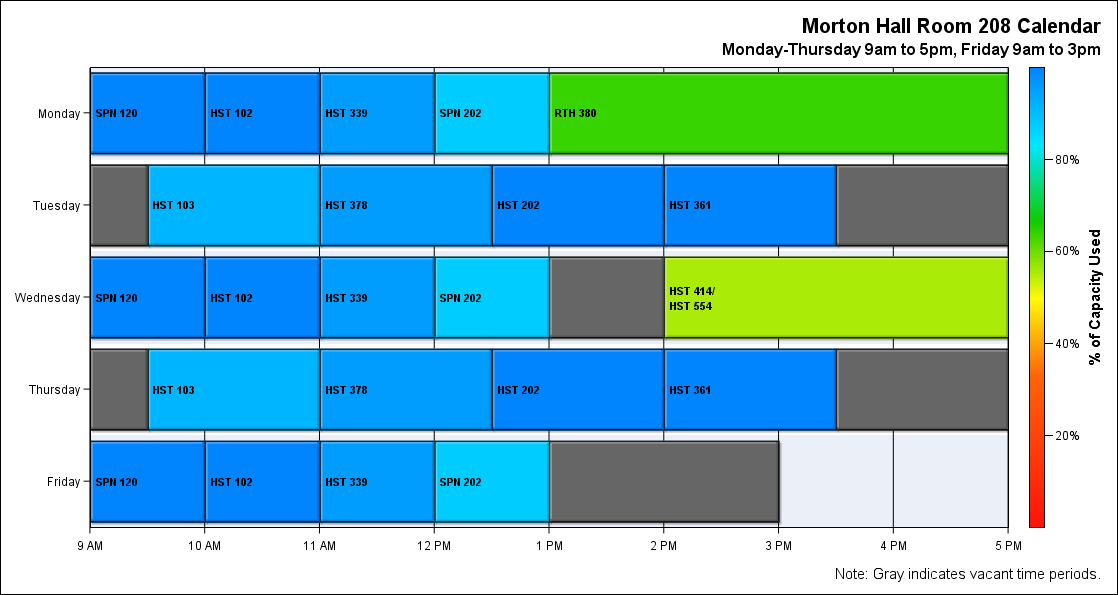 Morton Hall Room 208 Calendar
Monday-Thursday 9am to 5pm, Friday 9am to 3pm
Monday
SPN 120
HST 102
HST 339
SPN 202
RTH 380
Tuesday
HST 103
HST 378
HST 202
HST 361
Wednesday
SPN 120
HST 102
HST 339
SPN 202
HST 414/
HST 554
Thursday
HST 103
HST 378
HST 202
HST 361
Friday
SPN 120
HST 102
HST 339
SPN 202
9 AM
10 AM
11 AM
12 PM
1 PM
2 PM
3 PM
4 PM
5 PM
80%
60%
40%
20%
% of Capacity Used
Note: Gray indicates vacant time periods.